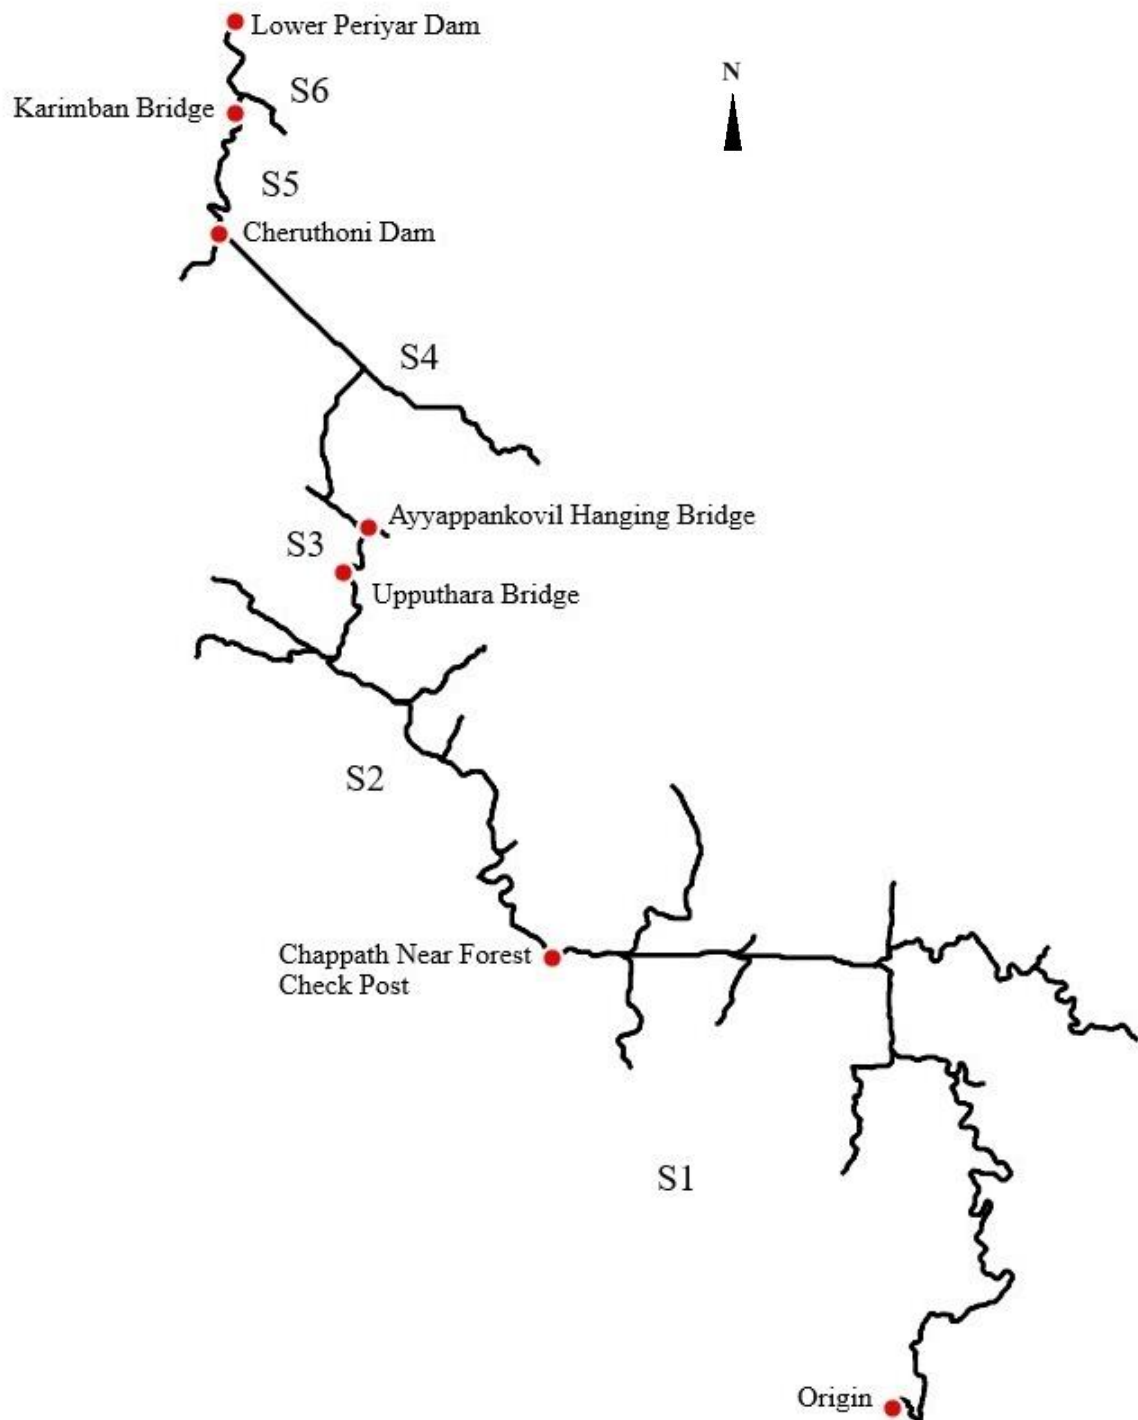 Lower Periyar Dam
N
S6
Karimban Bridge
S5
Cheruthoni Dam
S4
Ayyappankovil Hanging Bridge
S3
Upputhara Bridge
S2
Chappath Near Forest
Check Post
S1
Origin